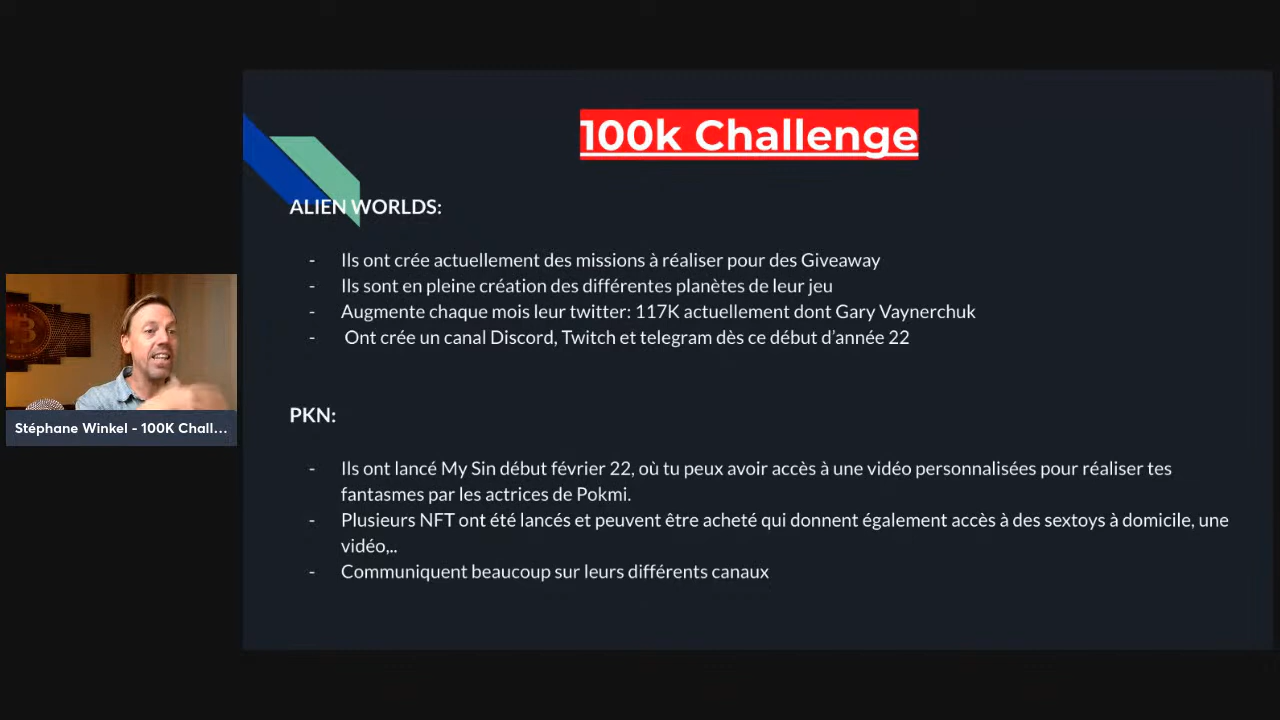 100k Challenge
ALIEN WORLDS:
- Ils ont crée actuellement des missions à réaliser pour des Giveaway
- Ils sont en pleine création des différentes planètes de leur jeu
- Augmente chaque mois leur twitter: 117K actuellement dont Gary Vaynerchuk
- Ont crée un canal Discord, Twitch et telegram dès ce début d'année 22
Stéphane Winkel - 100K Chall...
PKN:
- Ils ont lancé My Sin début février 22, où tu peux avoir accès à une vidéo personnalisées pour réaliser tes
fantasmes par les actrices de Pokmi.
- Plusieurs NFT ont été lancés et peuvent être acheté qui donnent également accès à des sextoys à domicile, une
vidéo,..
- Communiquent beaucoup sur leurs différents canaux